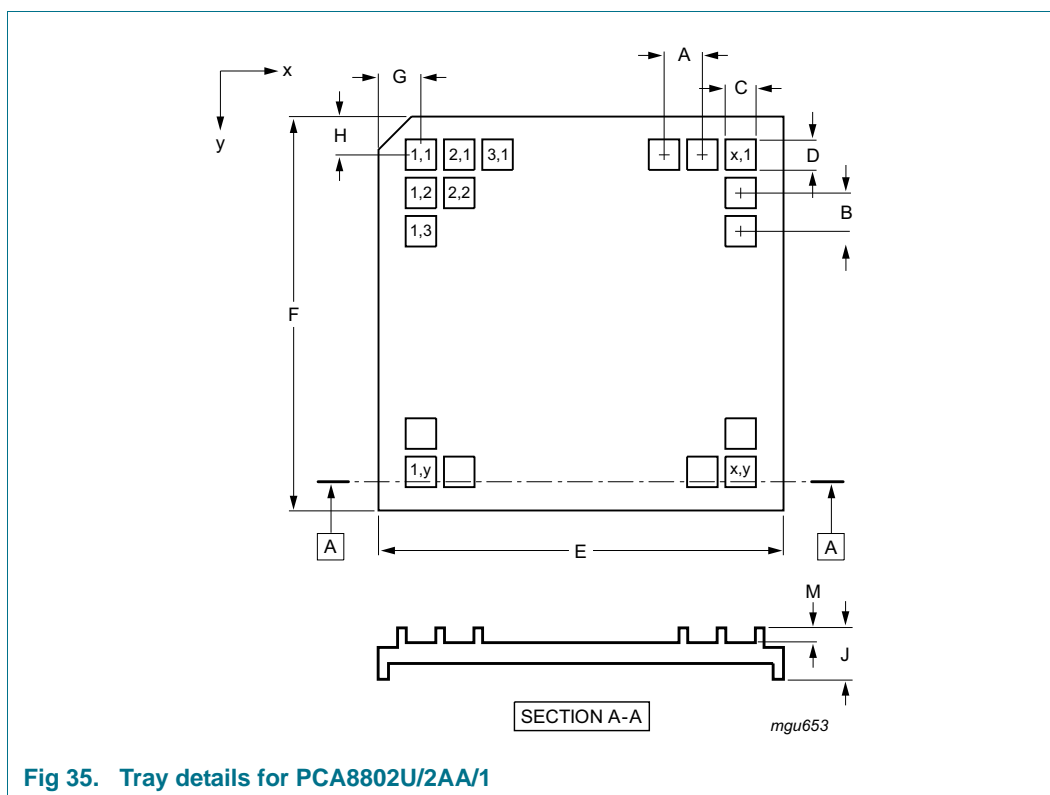 A
x
G
C
H
y
1,1 2,1 3,1 x,1
D
1,2 2,2
B
1,3
F
1,y x,y
A A
E
M
J
SECTION A-A
mgu653
Fig 35. Tray details for PCA8802U/2AA/1